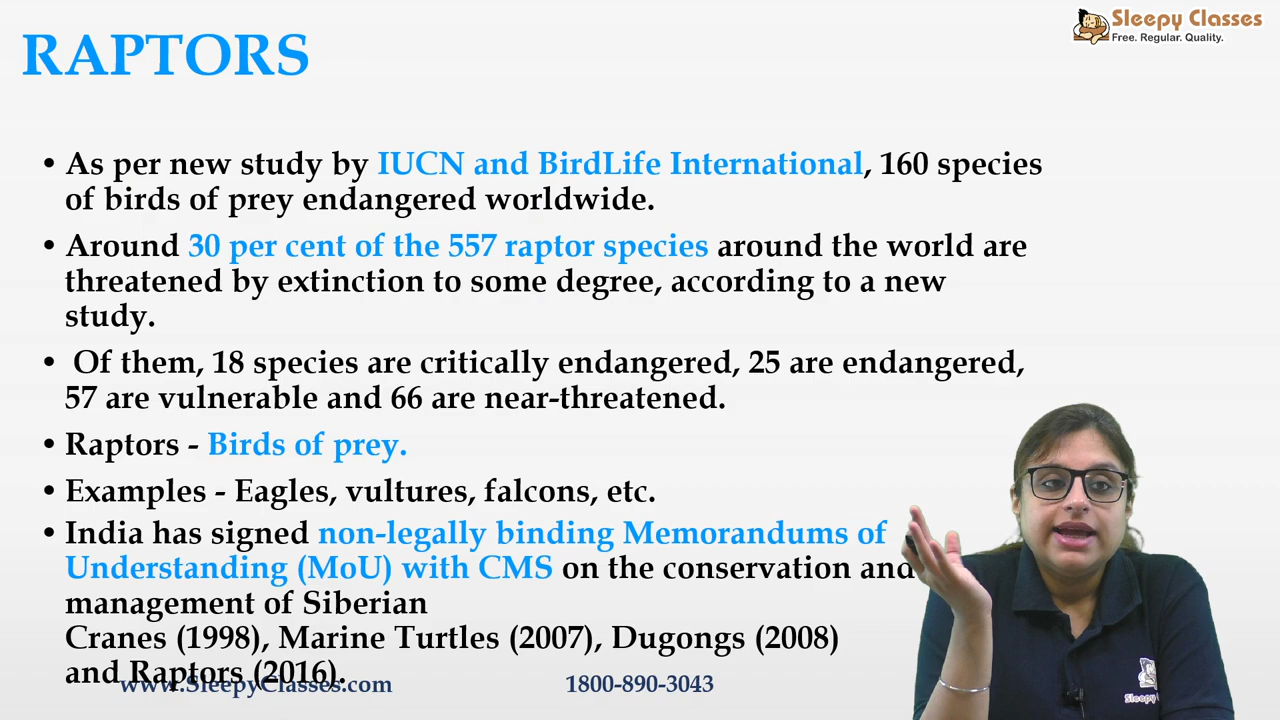 Sleepy Classes
Free. Regular. Quality.
RAPTORS
• As per new study by IUCN and BirdLife International, 160 species
of birds of prey endangered worldwide.
• Around 30 per cent of the 557 raptor species around the world are
threatened by extinction to some degree, according to a new
study.
• Of them, 18 species are critically endangered, 25 are endangered,
57 are vulnerable and 66 are near-threatened.
• Raptors - Birds of prey.
• Examples - Eagles, vultures, falcons, etc.
• India has signed non-legally binding Memorandums of
Understanding (MoU) with CMS on the conservation and
management of Siberian
Cranes (1998), Marine Turtles (2007), Dugongs (2008)
and Raptors (2016).
www.SleepyClasses.com 1800-890-3043
Sleepy